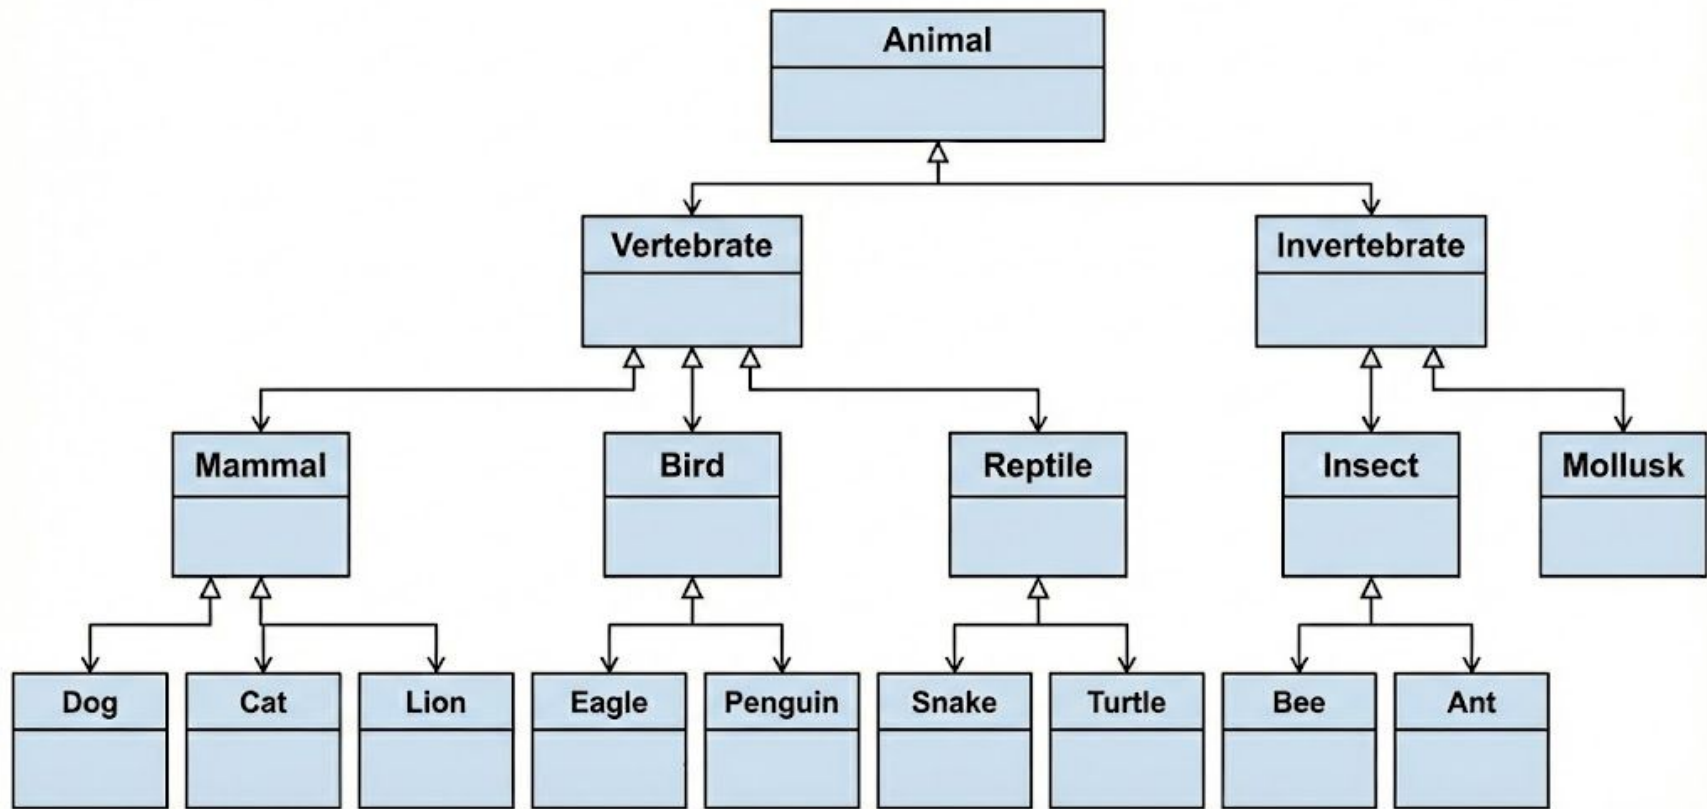 Animal
Vertebrate
Invertebrate
Mammal
Bird
Reptile
Insect
Mollusk
Dog
Cat
Lion
Eagle
Penguin
Snake
Turtle
Bee
Ant